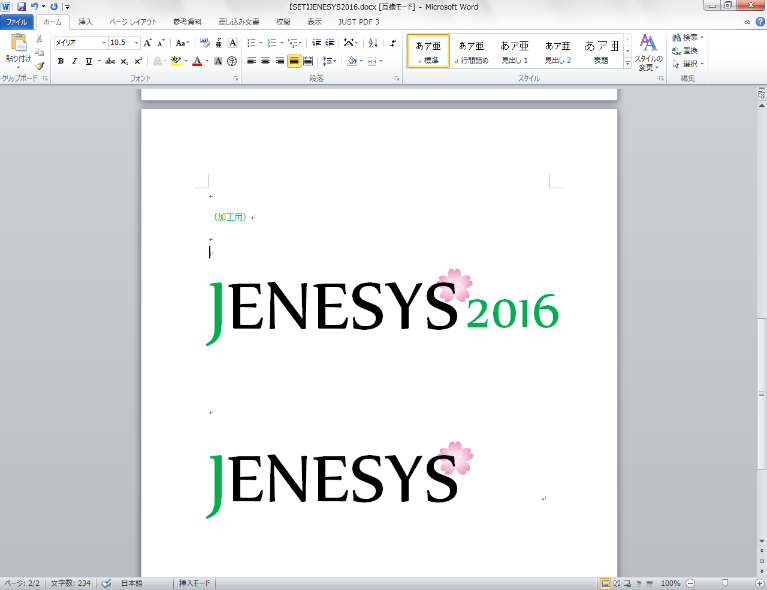 【SET】JENESYS2016.docx [互換モード] - Microsoft Word
ファイル ホーム 挿入 ページ レイアウト 参考資料 差し込み文書 校閲 表示 JUST PDF 3
貼り付け
メイリオ 10.5
あア亜 あア亜 あア亜 あア亜 あア亜
標準 行間詰め 見出し 1 見出し 2 表題
スタイルの変更
検索
置換
選択
クリップボード フォント 段落 スタイル 編集
(加工用)
JENESYS2016
JENESYS
ページ: 2/2 文字数: 234 日本語 挿入モード 100%